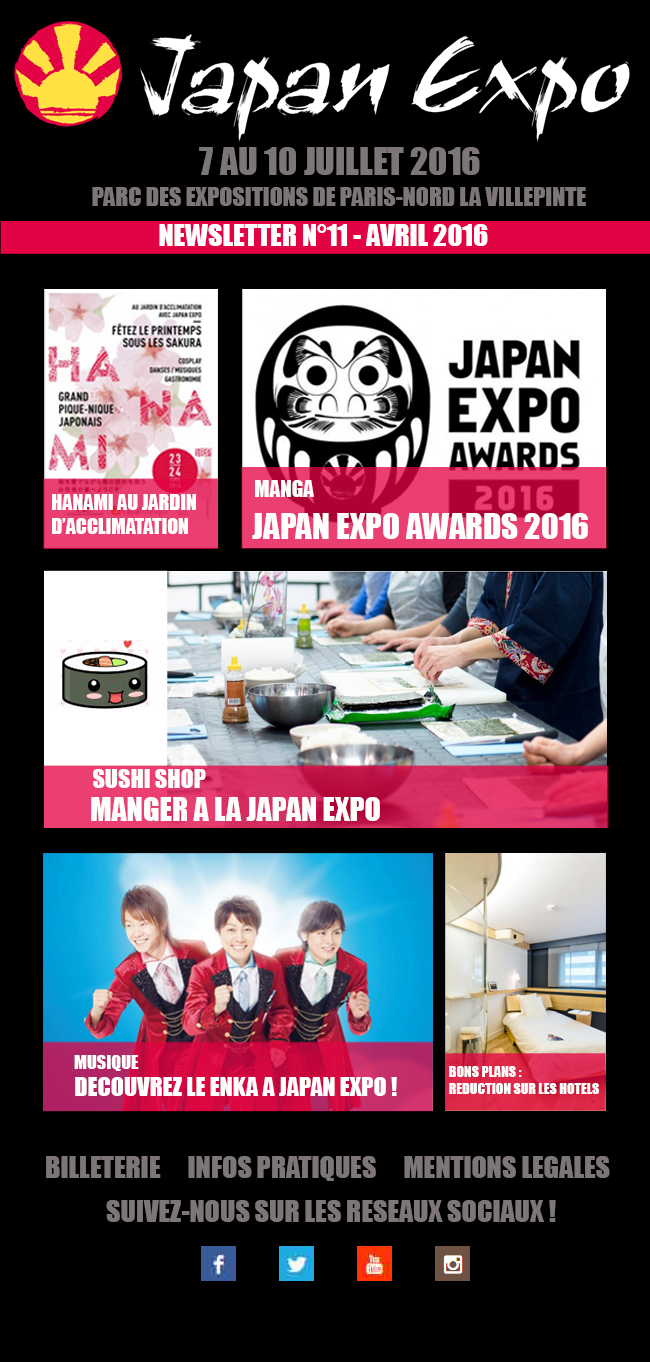 Japan Expo
7 AU 10 JUILLET 2016
PARC DES EXPOSITIONS DE PARIS-NORD LA VILLEPINTE
NEWSLETTER N°11 - AVRIL 2016
AU JARDIN D'ACCLIMATATION
AVEC JAPAN EXPO
FÊTEZ LE PRINTEMPS
SOUS LES SAKURA
COSPLAY
DANSES / MUSIQUES
GASTRONOMIE
HANAMI
GRAND
PIQUE-NIQUE
JAPONAIS
23
24
HANAMI AU JARDIN
D'ACCLIMATATION
JAPAN
EXPO
AWARDS
2016
MANGA
JAPAN EXPO AWARDS 2016
SUSHI SHOP
MANGER A LA JAPAN EXPO
MUSIQUE
DECOUVREZ LE ENKA A JAPAN EXPO !
BONS PLANS :
REDUCTION SUR LES HOTELS
BILLETERIE INFOS PRATIQUES MENTIONS LEGALES
SUIVEZ-NOUS SUR LES RESEAUX SOCIAUX !
f
You Tube